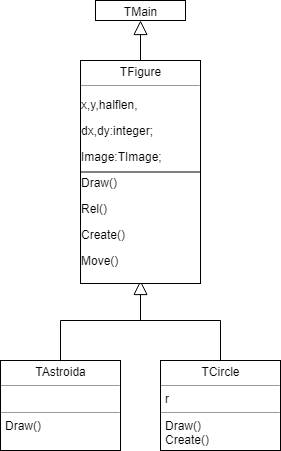 TMain
TFigure
x,y,halflen,
dx,dy:integer;
Image:TImage;
Draw()
Rel()
Create()
Move()
TAstroida
Draw()
TCircle
r
Draw()
Create()